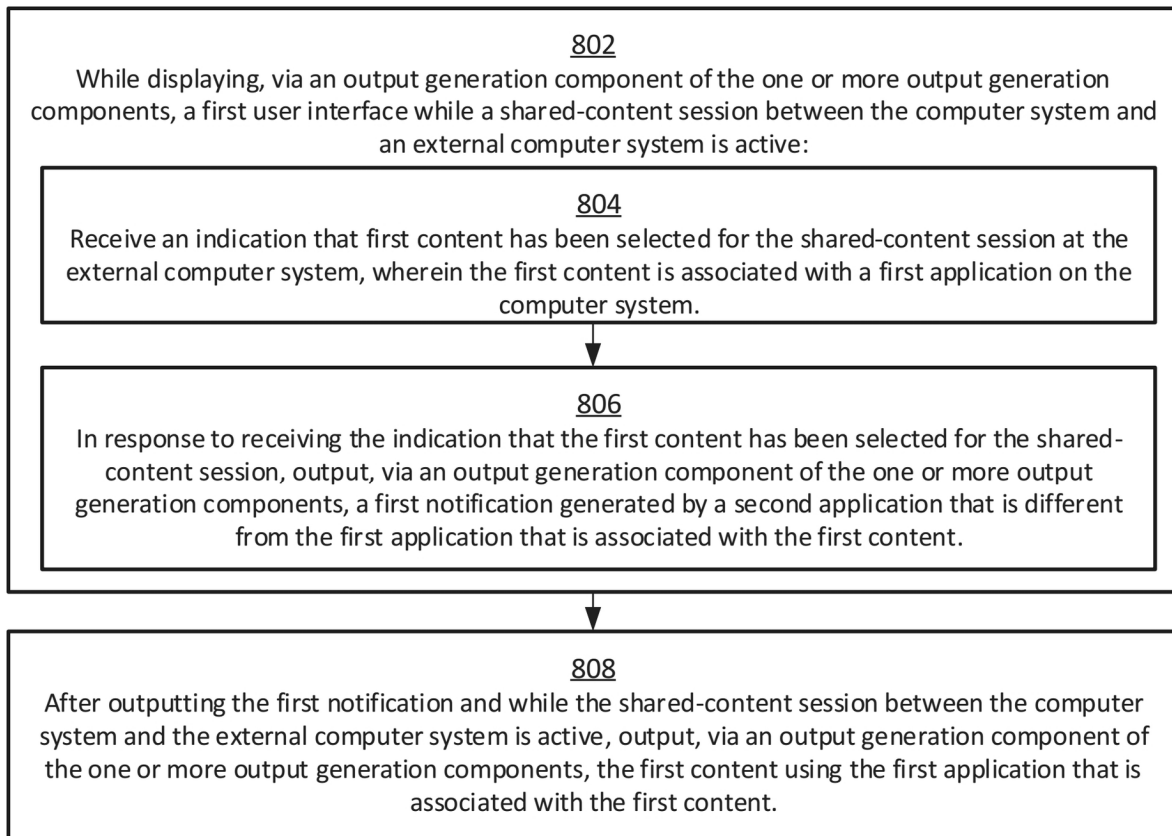 802
While displaying, via an output generation component of the one or more output generation
components, a first user interface while a shared-content session between the computer system and
an external computer system is active:
804
Receive an indication that first content has been selected for the shared-content session at the
external computer system, wherein the first content is associated with a first application on the
computer system.
806
In response to receiving the indication that the first content has been selected for the shared-
content session, output, via an output generation component of the one or more output
generation components, a first notification generated by a second application that is different
from the first application that is associated with the first content.
808
After outputting the first notification and while the shared-content session between the computer
system and the external computer system is active, output, via an output generation component of
the one or more output generation components, the first content using the first application that is
associated with the first content.